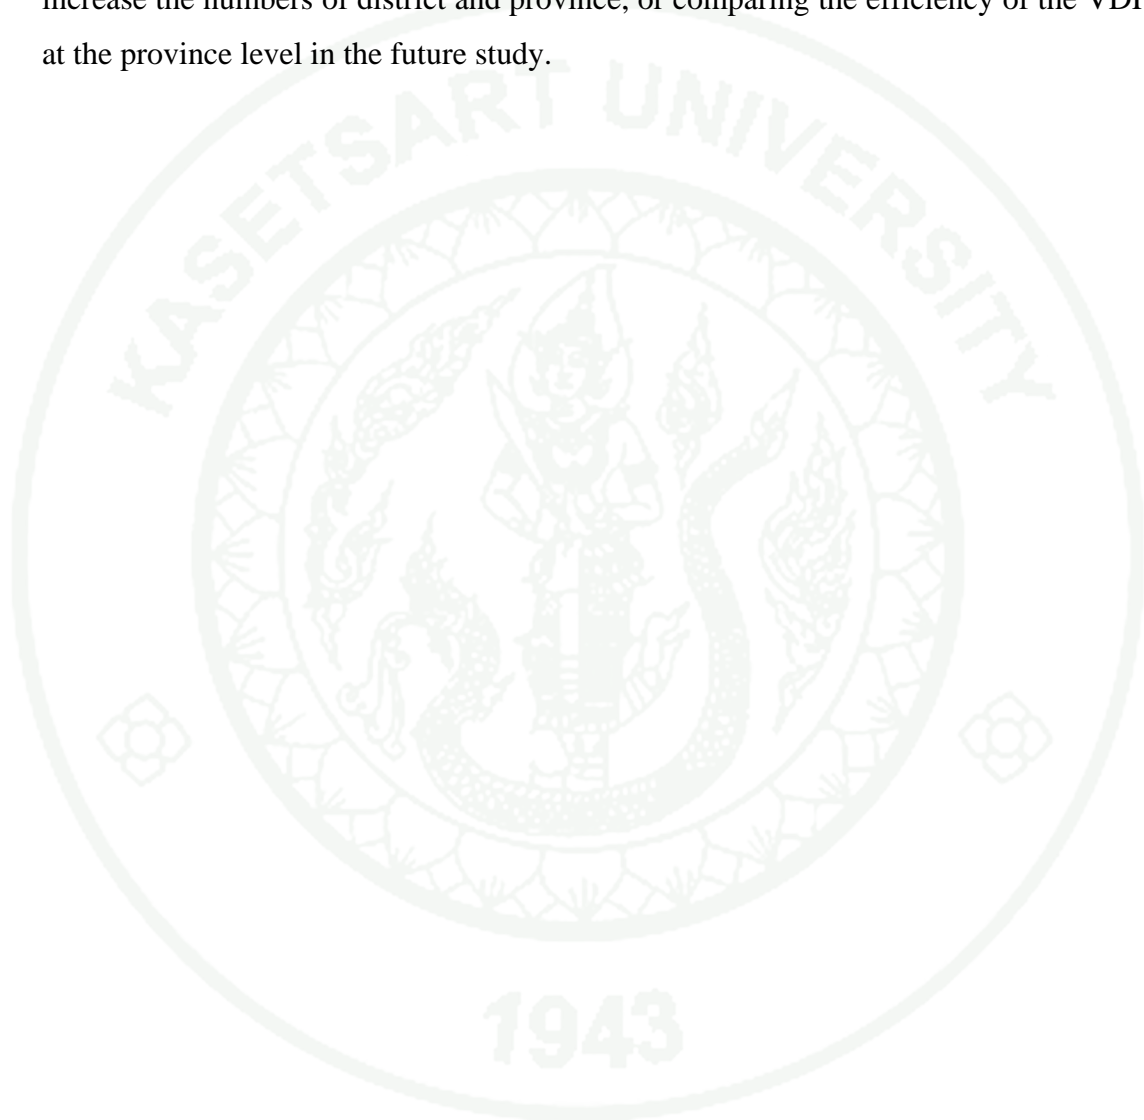 increase the numbers of district and province, or comparing the efficiency of the VDF
at the province level in the future study.
KASETSART UNIVERSITY
1943